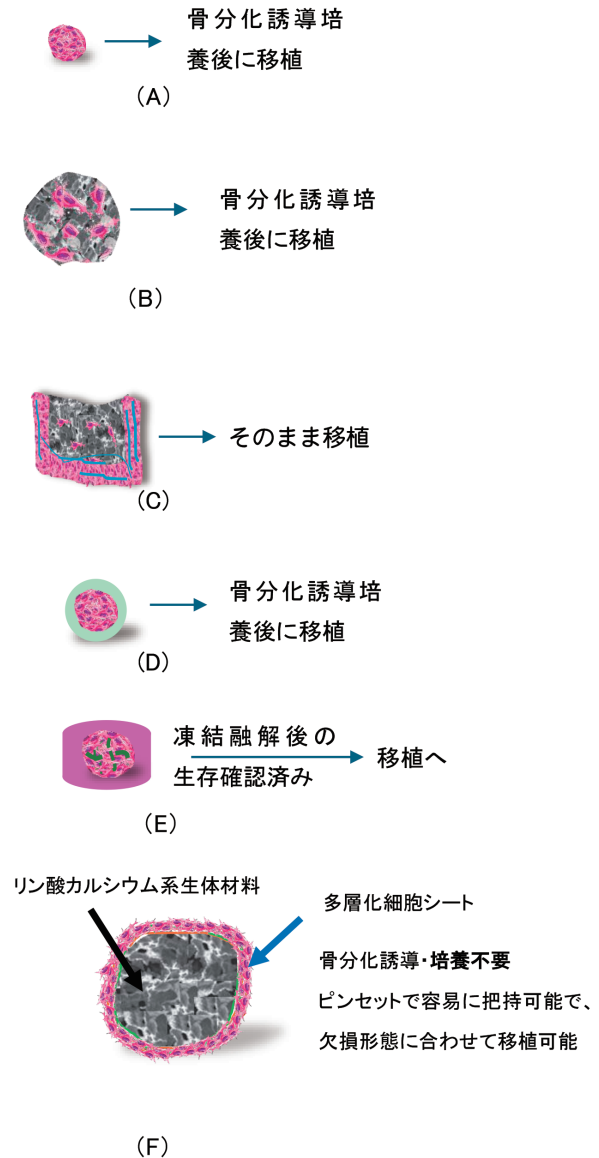 骨分化誘導培
養後に移植
(A)
骨分化誘導培
養後に移植
(B)
そのまま移植
(C)
骨分化誘導培
養後に移植
(D)
凍結融解後の
生存確認済み
移植へ
(E)
リン酸カルシウム系生体材料
多層化細胞シート
骨分化誘導・培養不要
ピンセットで容易に把持可能で、
欠損形態に合わせて移植可能
(F)